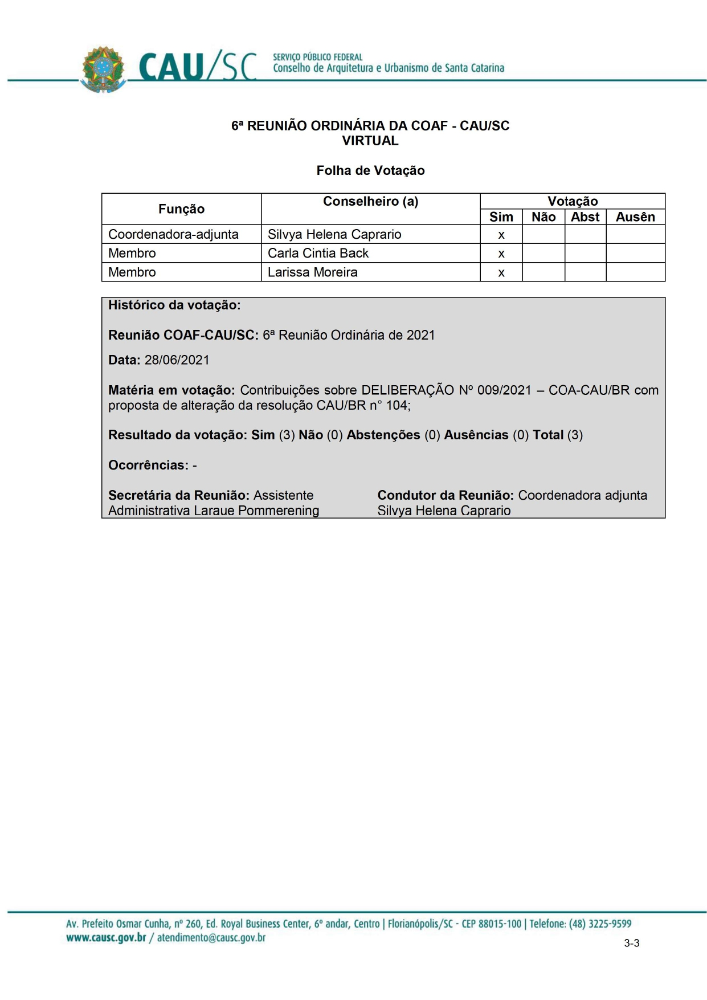 CAU/SC
SERVIÇO PÚBLICO FEDERAL
Conselho de Arquitetura e Urbanismo de Santa Catarina
6ª REUNIÃO ORDINÁRIA DA COAF - CAU/SC
VIRTUAL
Folha de Votação
Função Conselheiro (a) Votação
Sim Não Abst Ausên
Coordenadora-adjunta Silvya Helena Caprario x
Membro Carla Cintia Back x
Membro Larissa Moreira x
Histórico da votação:
Reunião COAF-CAU/SC: 6ª Reunião Ordinária de 2021
Data: 28/06/2021
Matéria em votação: Contribuições sobre DELIBERAÇÃO Nº 009/2021 – COA-CAU/BR com
proposta de alteração da resolução CAU/BR n° 104;
Resultado da votação: Sim (3) Não (0) Abstenções (0) Ausências (0) Total (3)
Ocorrências: -
Secretária da Reunião: Assistente Condutor da Reunião: Coordenadora adjunta
Administrativa Laraue Pommerening Silvya Helena Caprario
Av. Prefeito Osmar Cunha, nº 260, Ed. Royal Business Center, 6º andar, Centro | Florianópolis/SC - CEP 88015-100 | Telefone: (48) 3225-9599
www.causc.gov.br / atendimento@causc.gov.br
3-3